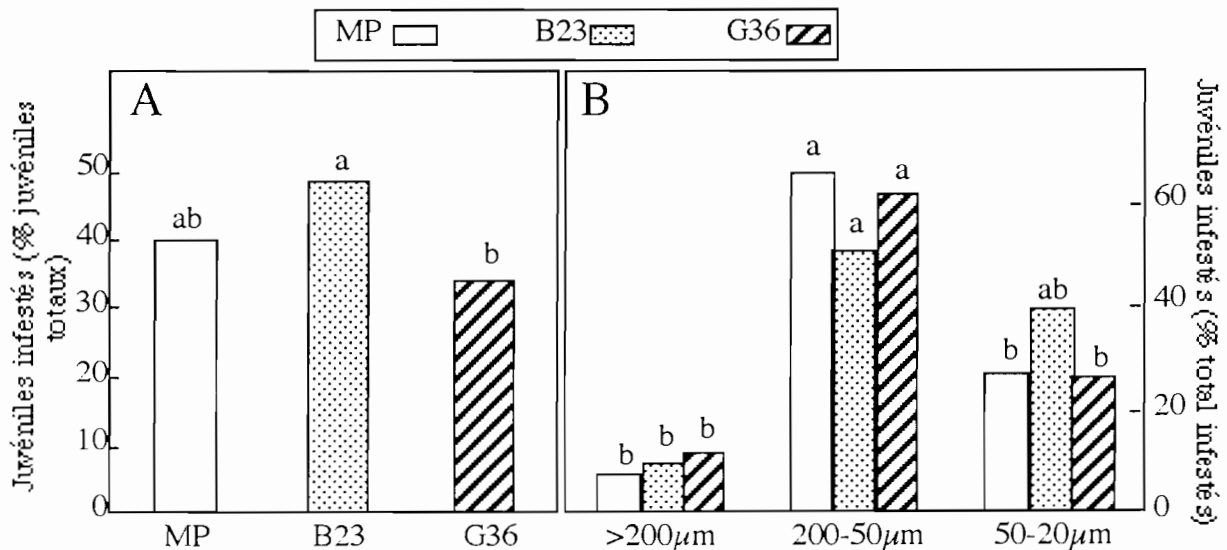 MP B23 G36
A
B
Juvéniles infestés (% juvéniles
totaux)
50
40
30
20
10
0
ab
a
b
MP B23 G36
b b b
a a a
b ab b
>200µm 200-50µm 50-20µm
60
40
20
0
Juvéniles infestés (% total infestés)